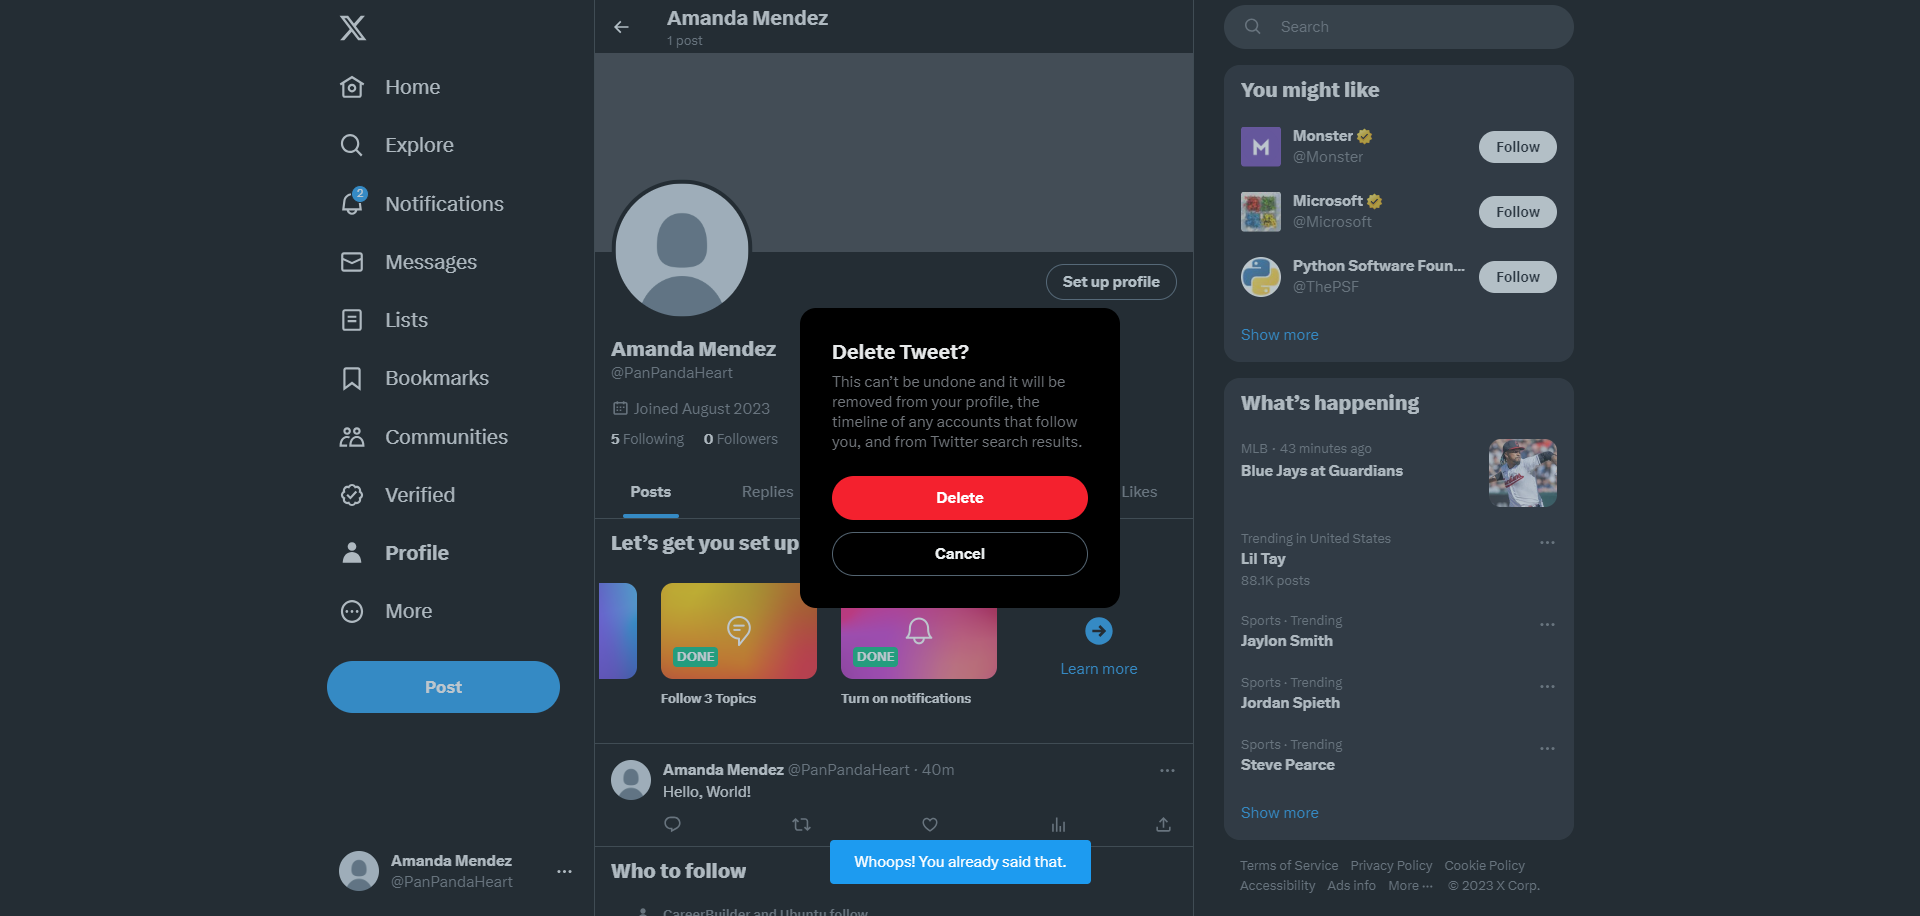 Home
Explore
2
Notifications
Messages
Lists
Bookmarks
Communities
Verified
Profile
More
Post
Amanda Mendez
@PanPandaHeart
Amanda Mendez
1 post
Set up profile
Amanda Mendez
@PanPandaHeart
Joined August 2023
5 Following 0 Followers
Posts Replies Likes
Let's get you set up
DONE
Follow 3 Topics
DONE
Turn on notifications
Learn more
Amanda Mendez @PanPandaHeart · 40m
Hello, World!
Who to follow
CareerBuilder and Ubuntu follow
Delete Tweet?
This can't be undone and it will be
removed from your profile, the
timeline of any accounts that follow
you, and from Twitter search results.
Delete
Cancel
Whoops! You already said that.
Search
You might like
Monster
@Monster
Follow
Microsoft
@Microsoft
Follow
Python Software Foun...
@ThePSF
Follow
Show more
What's happening
MLB · 43 minutes ago
Blue Jays at Guardians
Trending in United States
Lil Tay
88.1K posts
Sports · Trending
Jaylon Smith
Sports · Trending
Jordan Spieth
Sports · Trending
Steve Pearce
Show more
Terms of Service Privacy Policy Cookie Policy
Accessibility Ads info More ··· © 2023 X Corp.